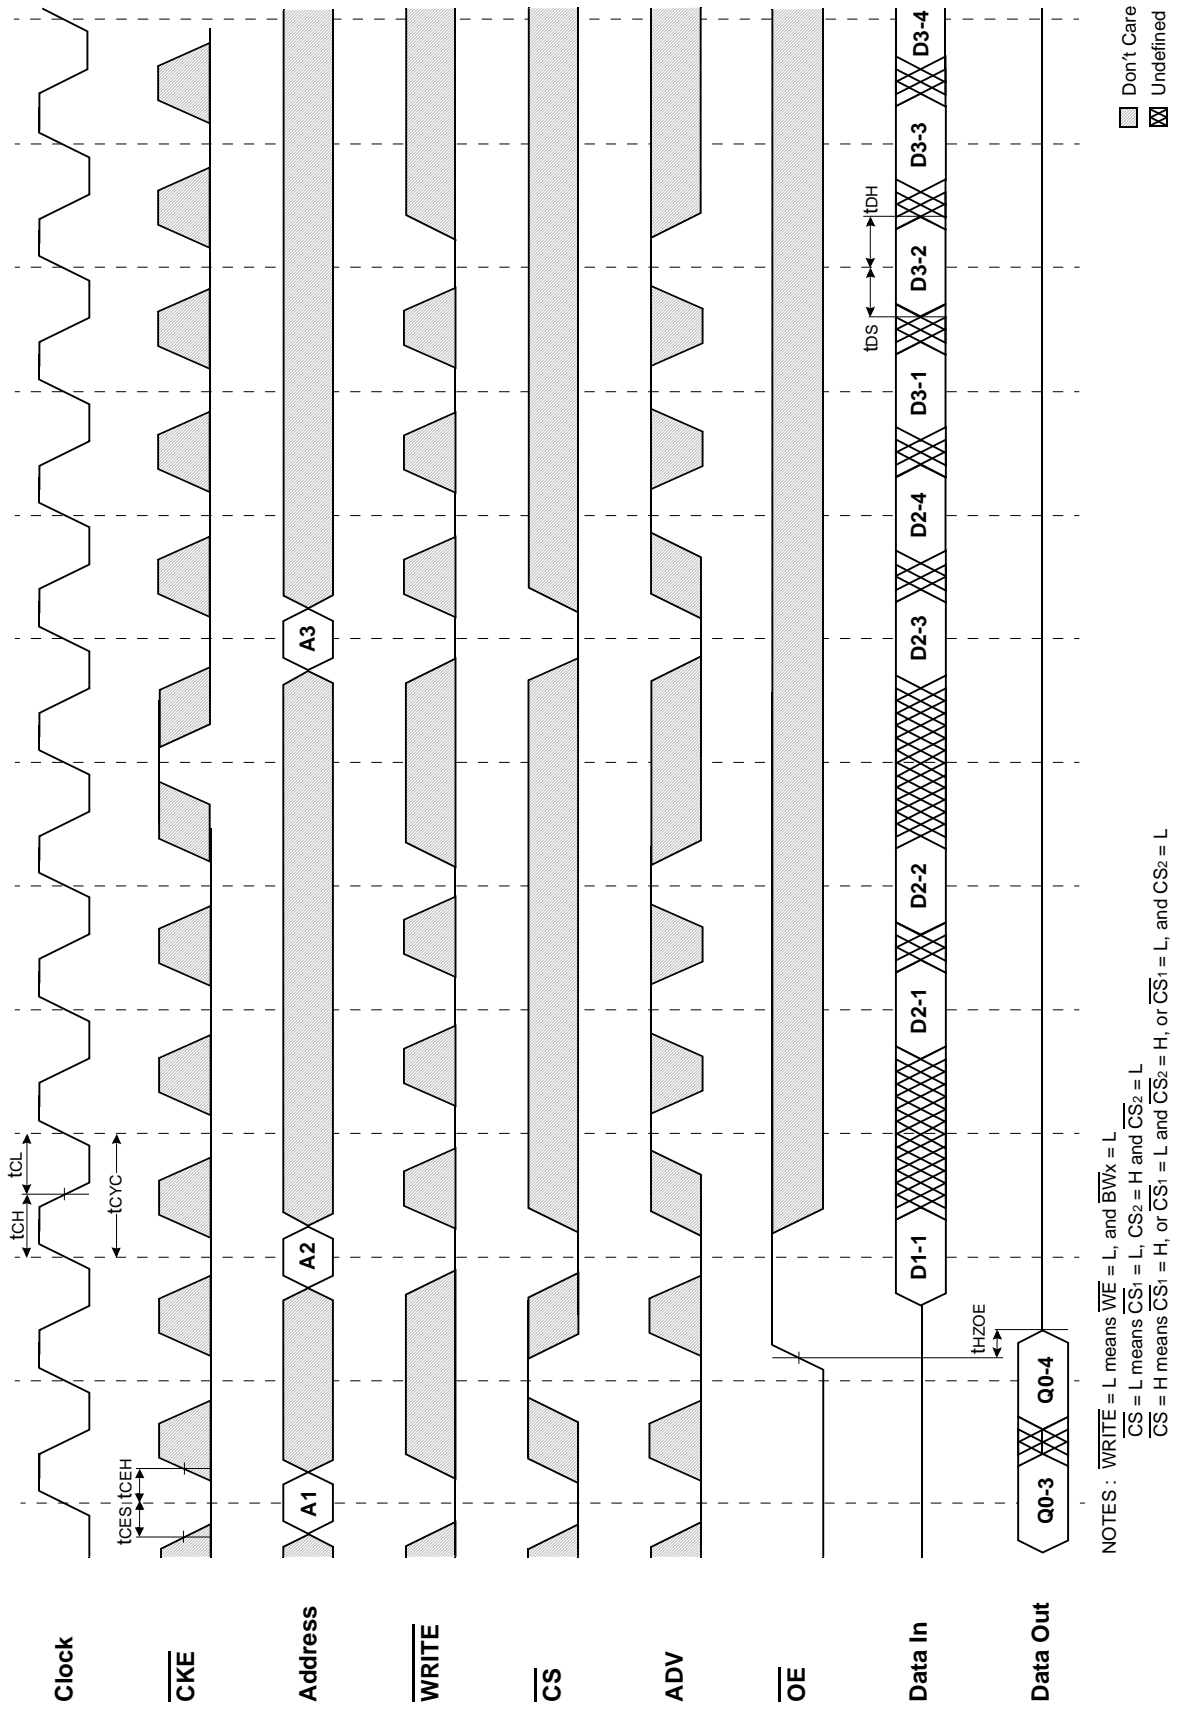 Clock
tCH
tCL
tCYC
CKE
tCES
tCEH
Address
A1
A2
A3
WRITE
CS
ADV
OE
Data In
D1-1
D2-1
D2-2
D2-3
D2-4
D3-1
D3-2
D3-3
D3-4
tDS
tDH
tHZOE
Data Out
Q0-3
Q0-4
NOTES : WRITE = L means WE = L, and BWx = L
CS = L means CS1 = L, CS2 = H and CS2 = L
CS = H means CS1 = H, or CS1 = L and CS2 = H, or CS1 = L, and CS2 = L
Don′t Care
Undefined